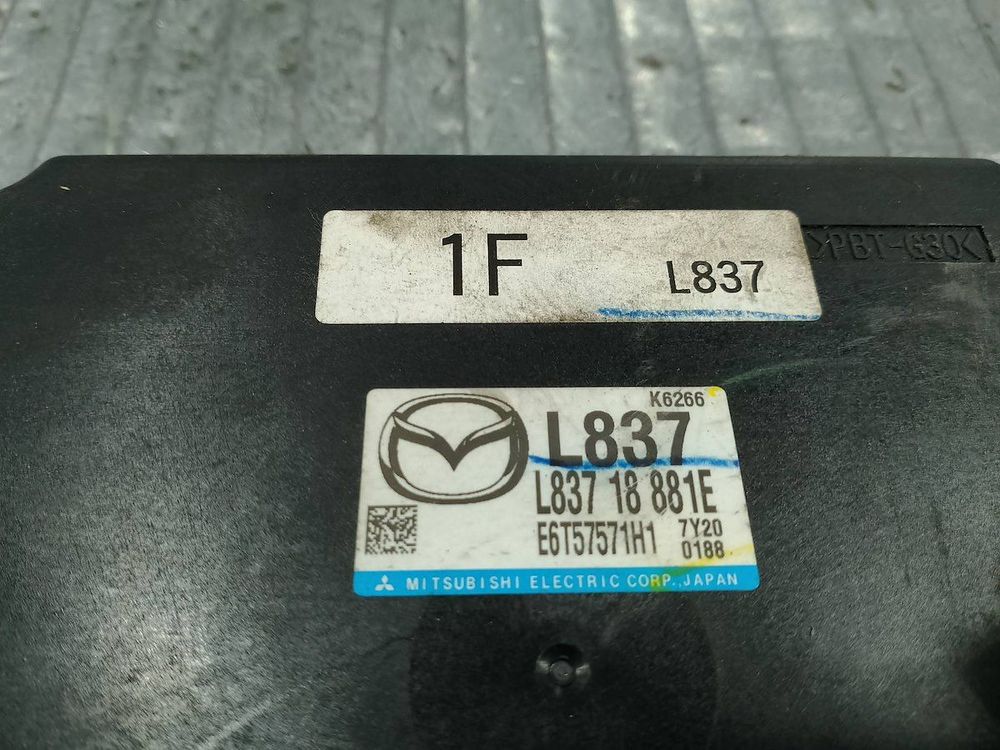 1F L837
>PBT-G30<
K6266
L837
L837 18 881E
E6T57571H1 7Y20
0188
MITSUBISHI ELECTRIC CORP., JAPAN